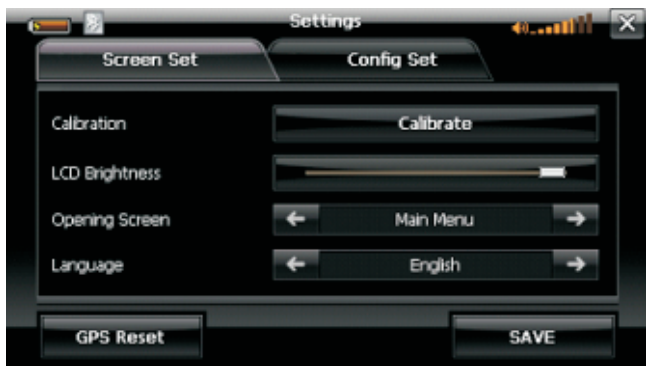 Settings
Screen Set Config Set
Calibration Calibrate
LCD Brightness
Opening Screen Main Menu
Language English
GPS Reset SAVE